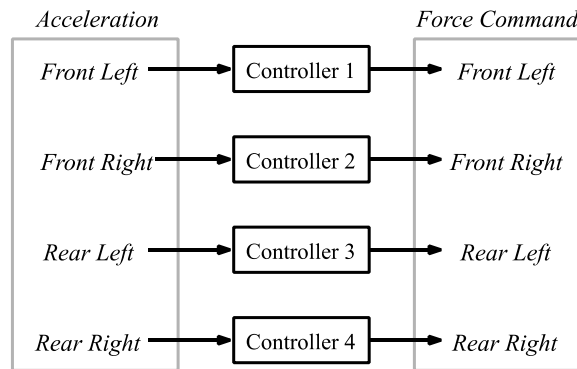 Acceleration Force Command
Front Left Controller 1 Front Left
Front Right Controller 2 Front Right
Rear Left Controller 3 Rear Left
Rear Right Controller 4 Rear Right